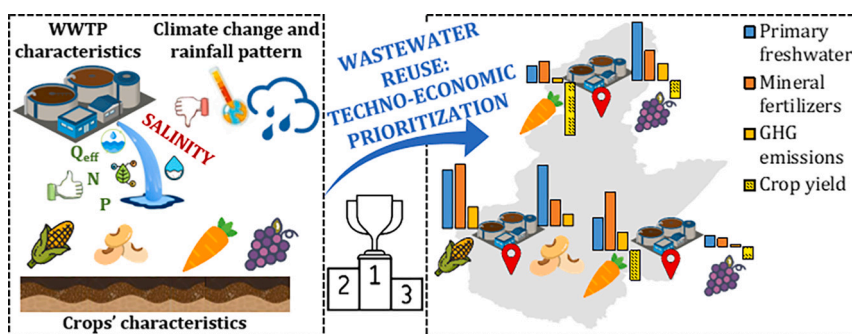 WWTP
characteristics
Climate change and
rainfall pattern
SALINITY
Qeff
N
P
Crops' characteristics
WASTEWATER
REUSE:
TECHNO-ECONOMIC
PRIORITIZATION
2
1
3
Primary
freshwater
Mineral
fertilizers
GHG
emissions
Crop yield